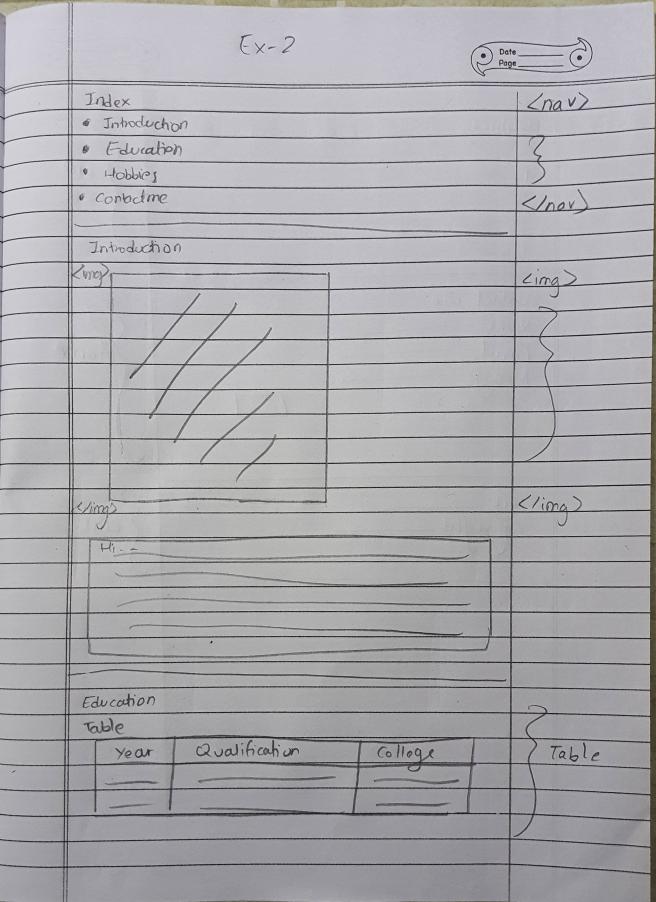 Ex-2
Date
Page
Index <nav>
• Introduction
• Education
• Hobbies
• Contactme </nav>
Introduction
<img> <img>
</img> </img>
Hi--
Education
Table
Year Qualification Colloge Table